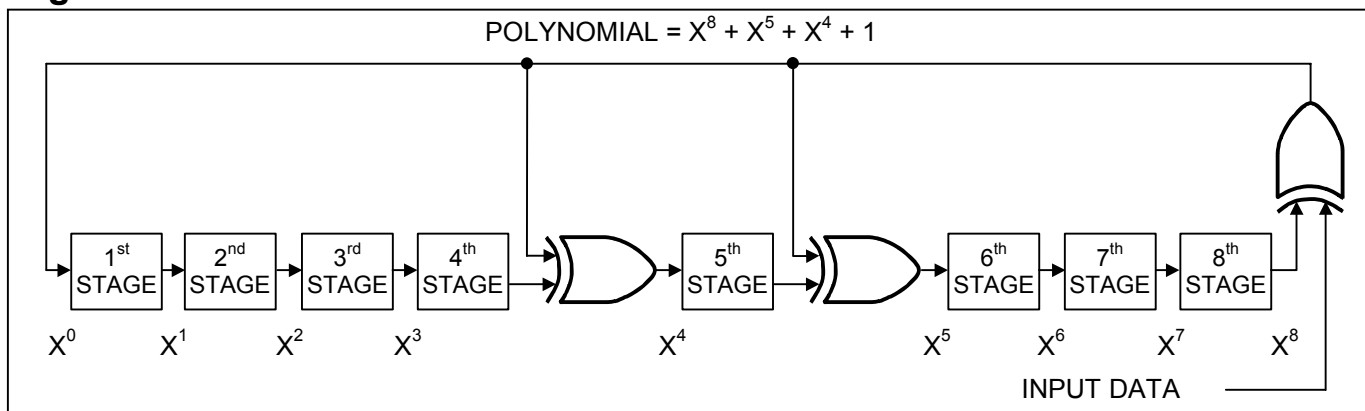 POLYNOMIAL = X⁸ + X⁵ + X⁴ + 1
1st STAGE
2nd STAGE
3rd STAGE
4th STAGE
5th STAGE
6th STAGE
7th STAGE
8th STAGE
X⁰ X¹ X² X³ X⁴ X⁵ X⁶ X⁷ X⁸
INPUT DATA